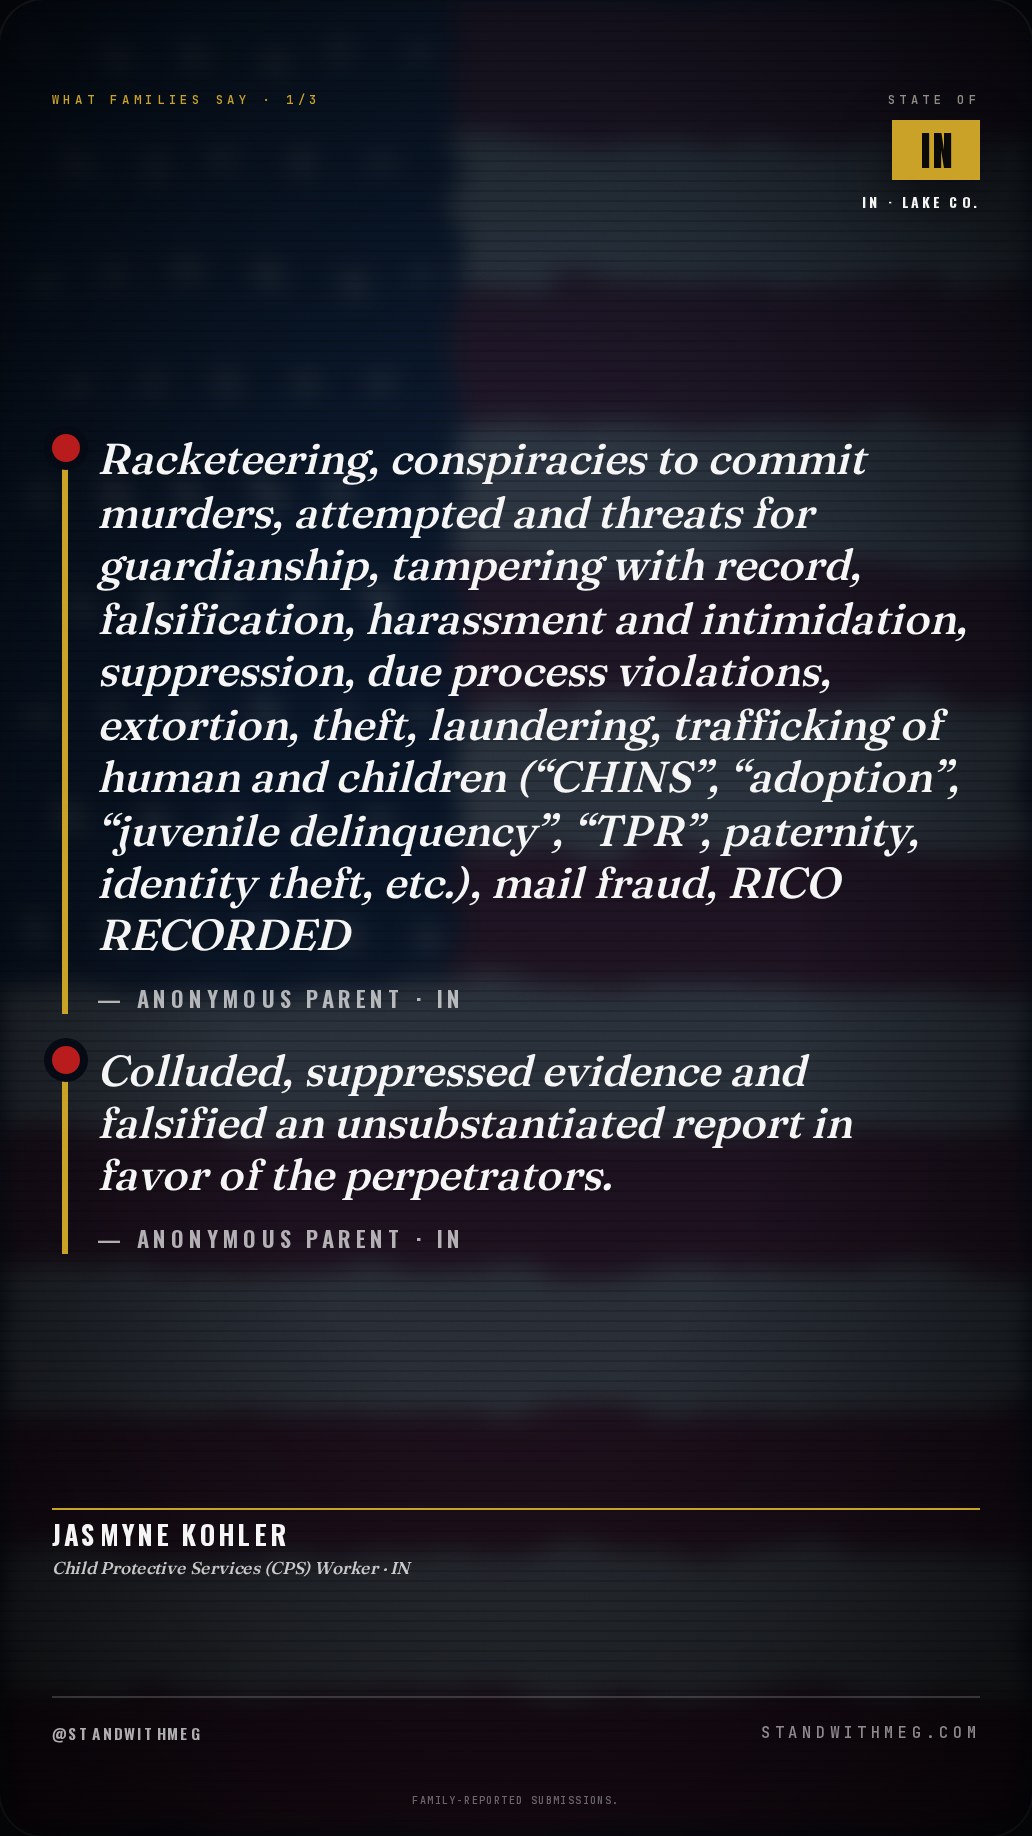 WHAT FAMILIES SAY · 1/3
STATE OF
IN
IN · LAKE CO.
Racketeering, conspiracies to commit
murders, attempted and threats for
guardianship, tampering with record,
falsification, harassment and intimidation,
suppression, due process violations,
extortion, theft, laundering, trafficking of
human and children (“CHINS”, “adoption”,
“juvenile delinquency”, “TPR”, paternity,
identity theft, etc.), mail fraud, RICO
RECORDED
— ANONYMOUS PARENT · IN
Colluded, suppressed evidence and
falsified an unsubstantiated report in
favor of the perpetrators.
— ANONYMOUS PARENT · IN
JASMYNE KOHLER
Child Protective Services (CPS) Worker · IN
@STANDWITHMEG
STANDWITHMEG.COM
FAMILY-REPORTED SUBMISSIONS.